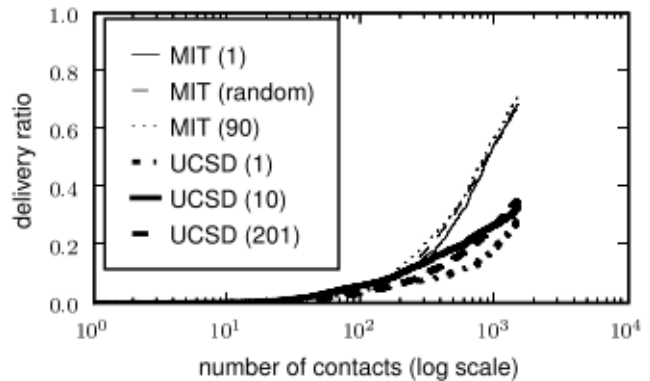 1.0
0.8
0.6
0.4
0.2
0.0
delivery ratio
MIT (1)
MIT (random)
MIT (90)
UCSD (1)
UCSD (10)
UCSD (201)
10^0 10^1 10^2 10^3 10^4
number of contacts (log scale)